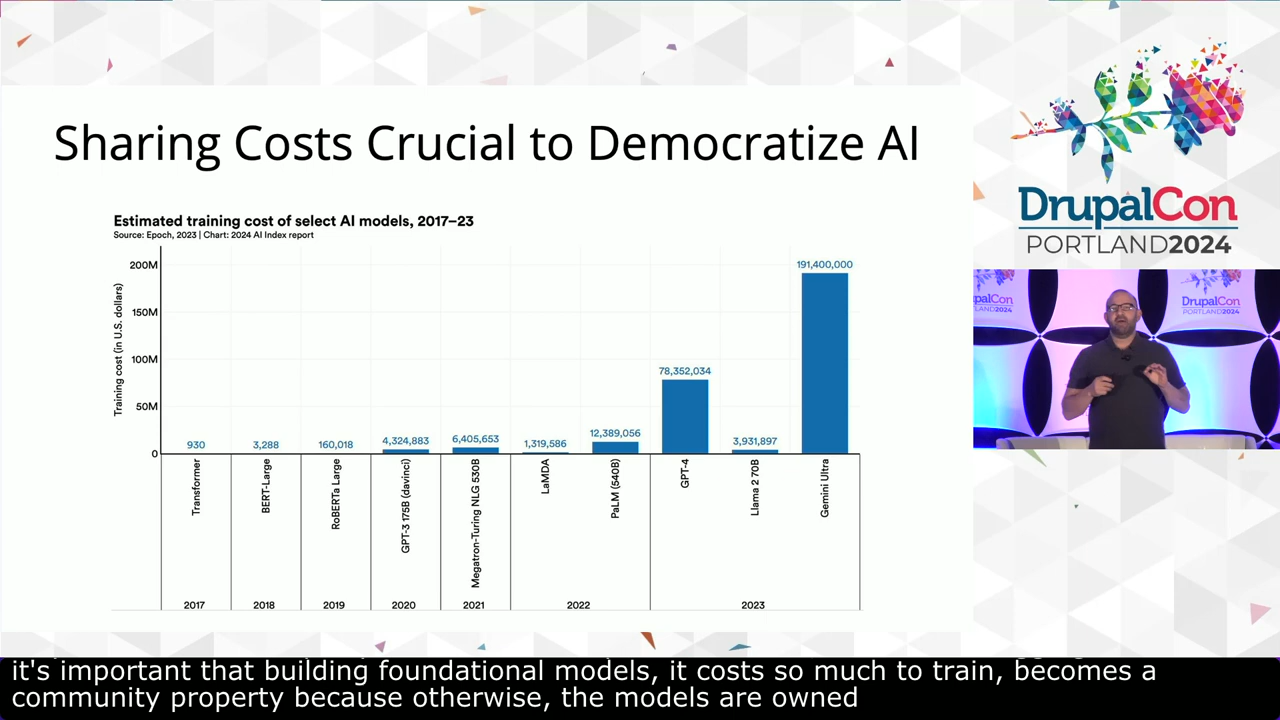 Sharing Costs Crucial to Democratize AI
Estimated training cost of select AI models, 2017–23
Source: Epoch, 2023 | Chart: 2024 AI Index report
Training cost (in U.S. dollars)
200M
150M
100M
50M
0
930
3,288
160,018
4,324,883
6,405,653
1,319,586
12,389,056
78,352,034
3,931,897
191,400,000
Transformer
BERT-Large
RoBERTa Large
GPT-3 175B (davinci)
Megatron-Turing NLG 530B
LaMDA
PaLM (540B)
GPT-4
Llama 2 70B
Gemini Ultra
2017
2018
2019
2020
2021
2022
2023
DrupalCon
PORTLAND2024
palCon
PORTLAND2024
DrupalCon
PORTLAND2024
it's important that building foundational models, it costs so much to train, becomes a
community property because otherwise, the models are owned